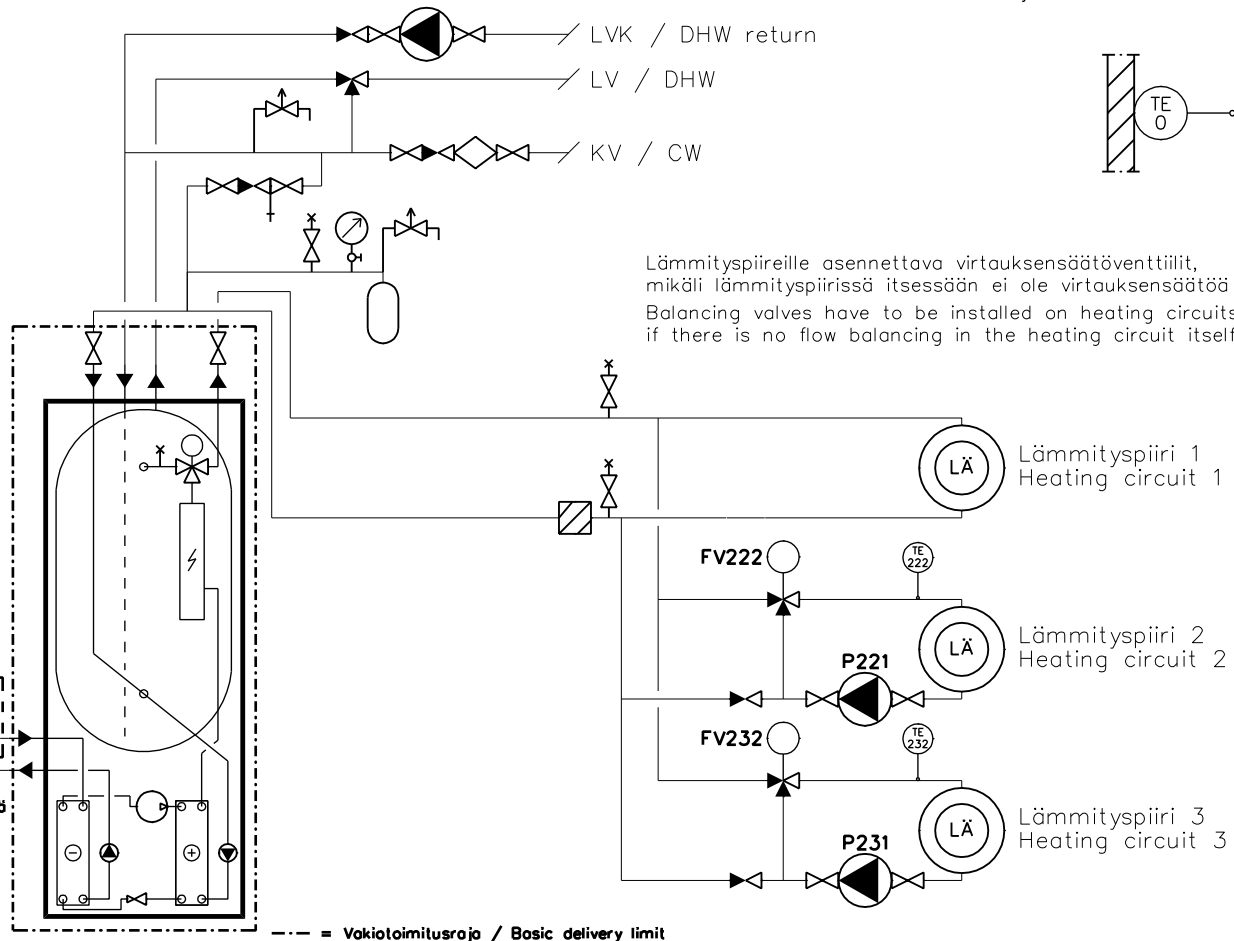 LVK / DHW return
LV / DHW
TE
0
KV / CW
Lämmityspiireille asennettava virtauksensäätöventtiilit,
mikäli lämmityspiirissä itsessään ei ole virtauksensäätöä
Balancing valves have to be installed on heating circuits
if there is no flow balancing in the heating circuit itself
LÄ
Lämmityspiiri 1
Heating circuit 1
FV222
TE
222
LÄ
Lämmityspiiri 2
Heating circuit 2
P221
FV232
TE
232
LÄ
Lämmityspiiri 3
Heating circuit 3
P231
= Vakiotoimitusraja / Basic delivery limit